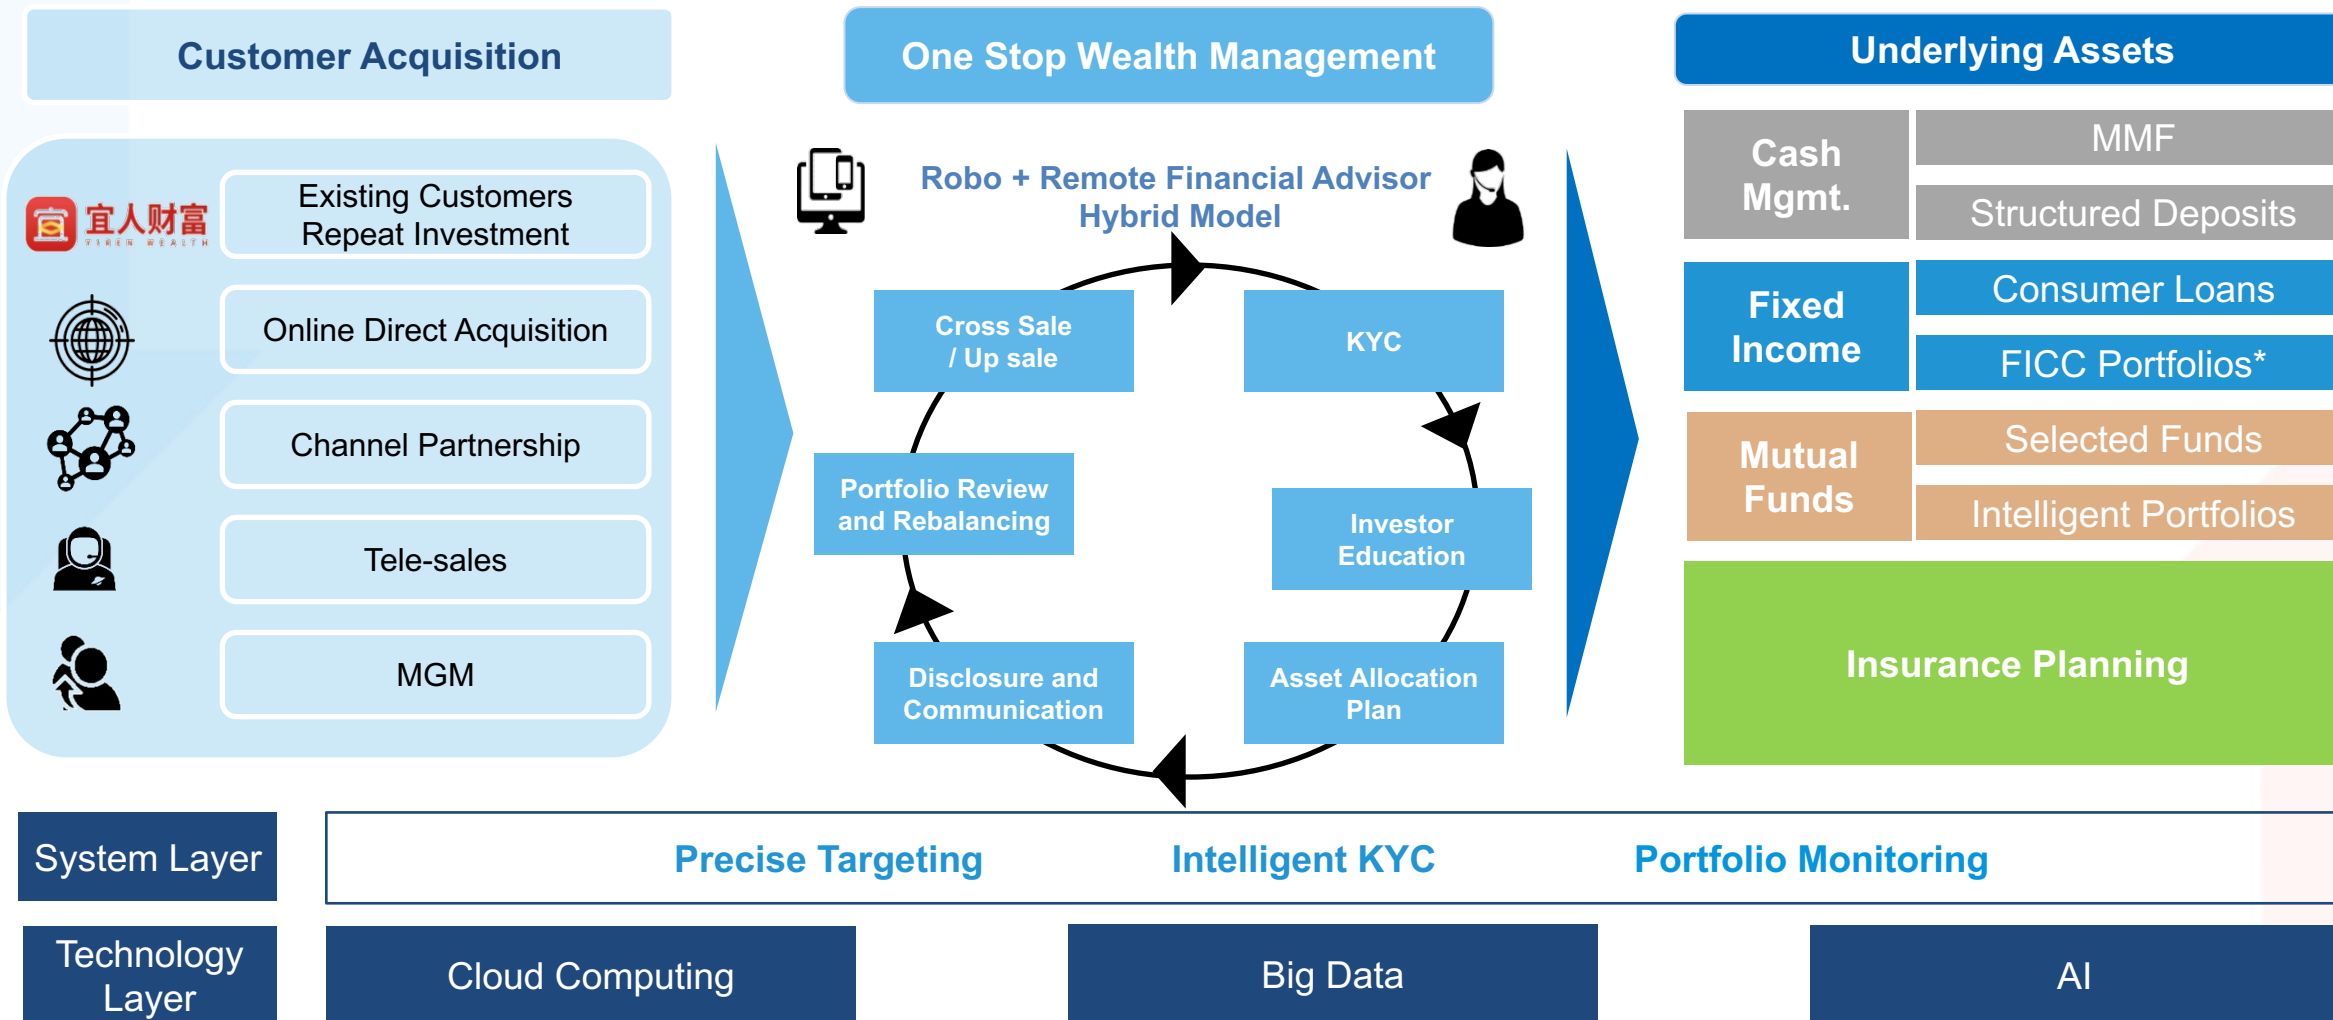 Customer Acquisition
One Stop Wealth Management
Underlying Assets
宜人财富
YIREN WEALTH
Existing Customers
Repeat Investment
Online Direct Acquisition
Channel Partnership
Tele-sales
MGM
Robo + Remote Financial Advisor
Hybrid Model
Cross Sale
/ Up sale
KYC
Portfolio Review
and Rebalancing
Investor
Education
Disclosure and
Communication
Asset Allocation
Plan
Cash
Mgmt.
MMF
Structured Deposits
Fixed
Income
Consumer Loans
FICC Portfolios*
Mutual
Funds
Selected Funds
Intelligent Portfolios
Insurance Planning
System Layer
Precise Targeting
Intelligent KYC
Portfolio Monitoring
Technology
Layer
Cloud Computing
Big Data
AI